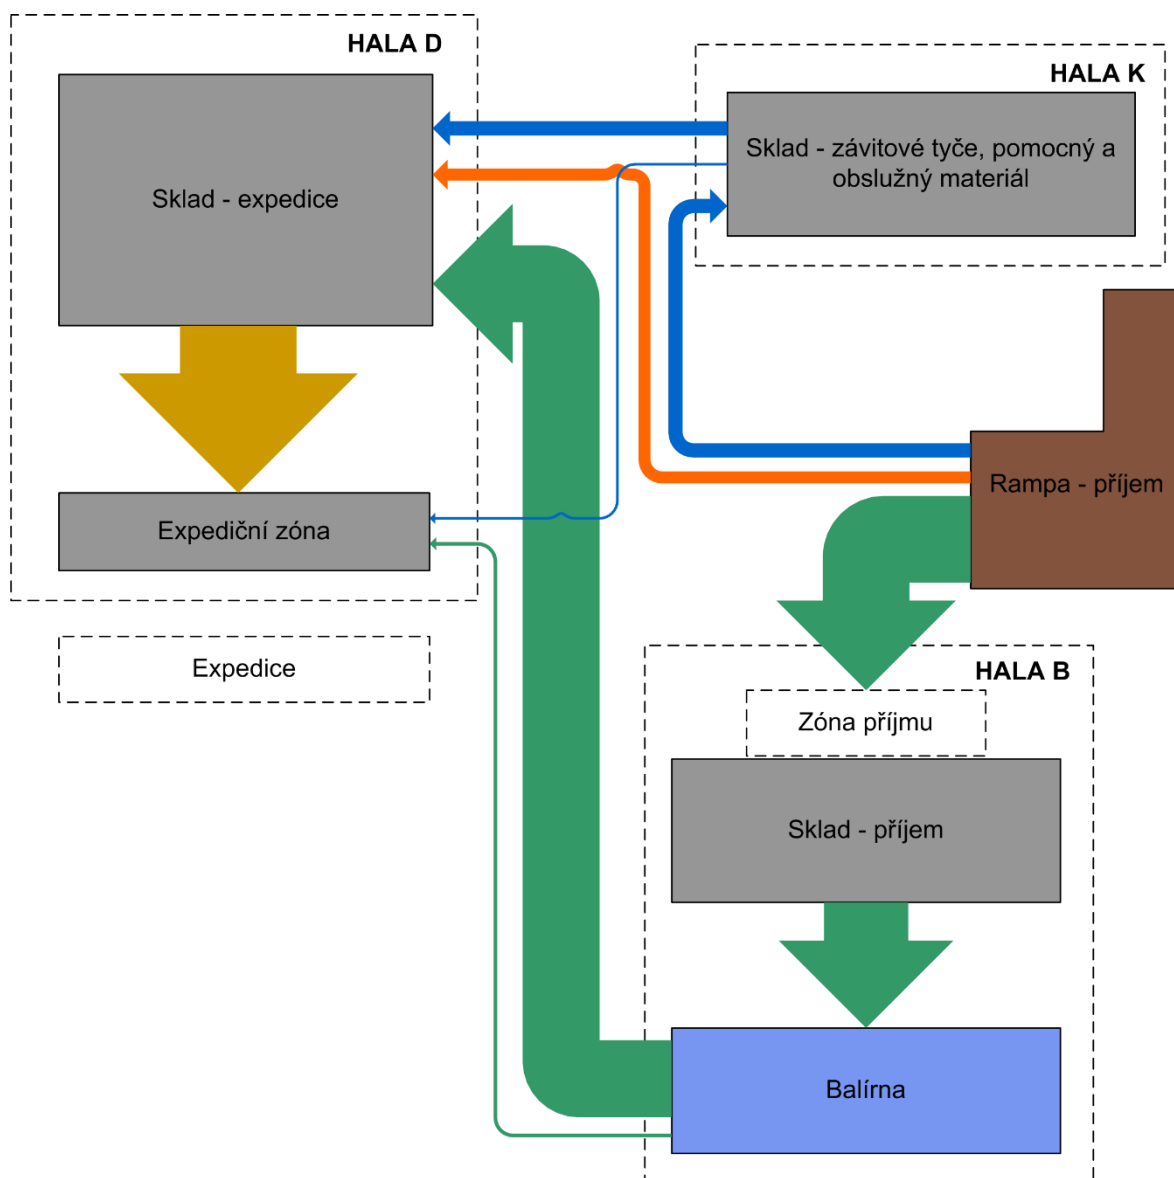 HALA D
HALA K
Sklad - závitové tyče, pomocný a
obslužný materiál
Sklad - expedice
Rampa - příjem
Expediční zóna
Expedice
HALA B
Zóna příjmu
Sklad - příjem
Balírna